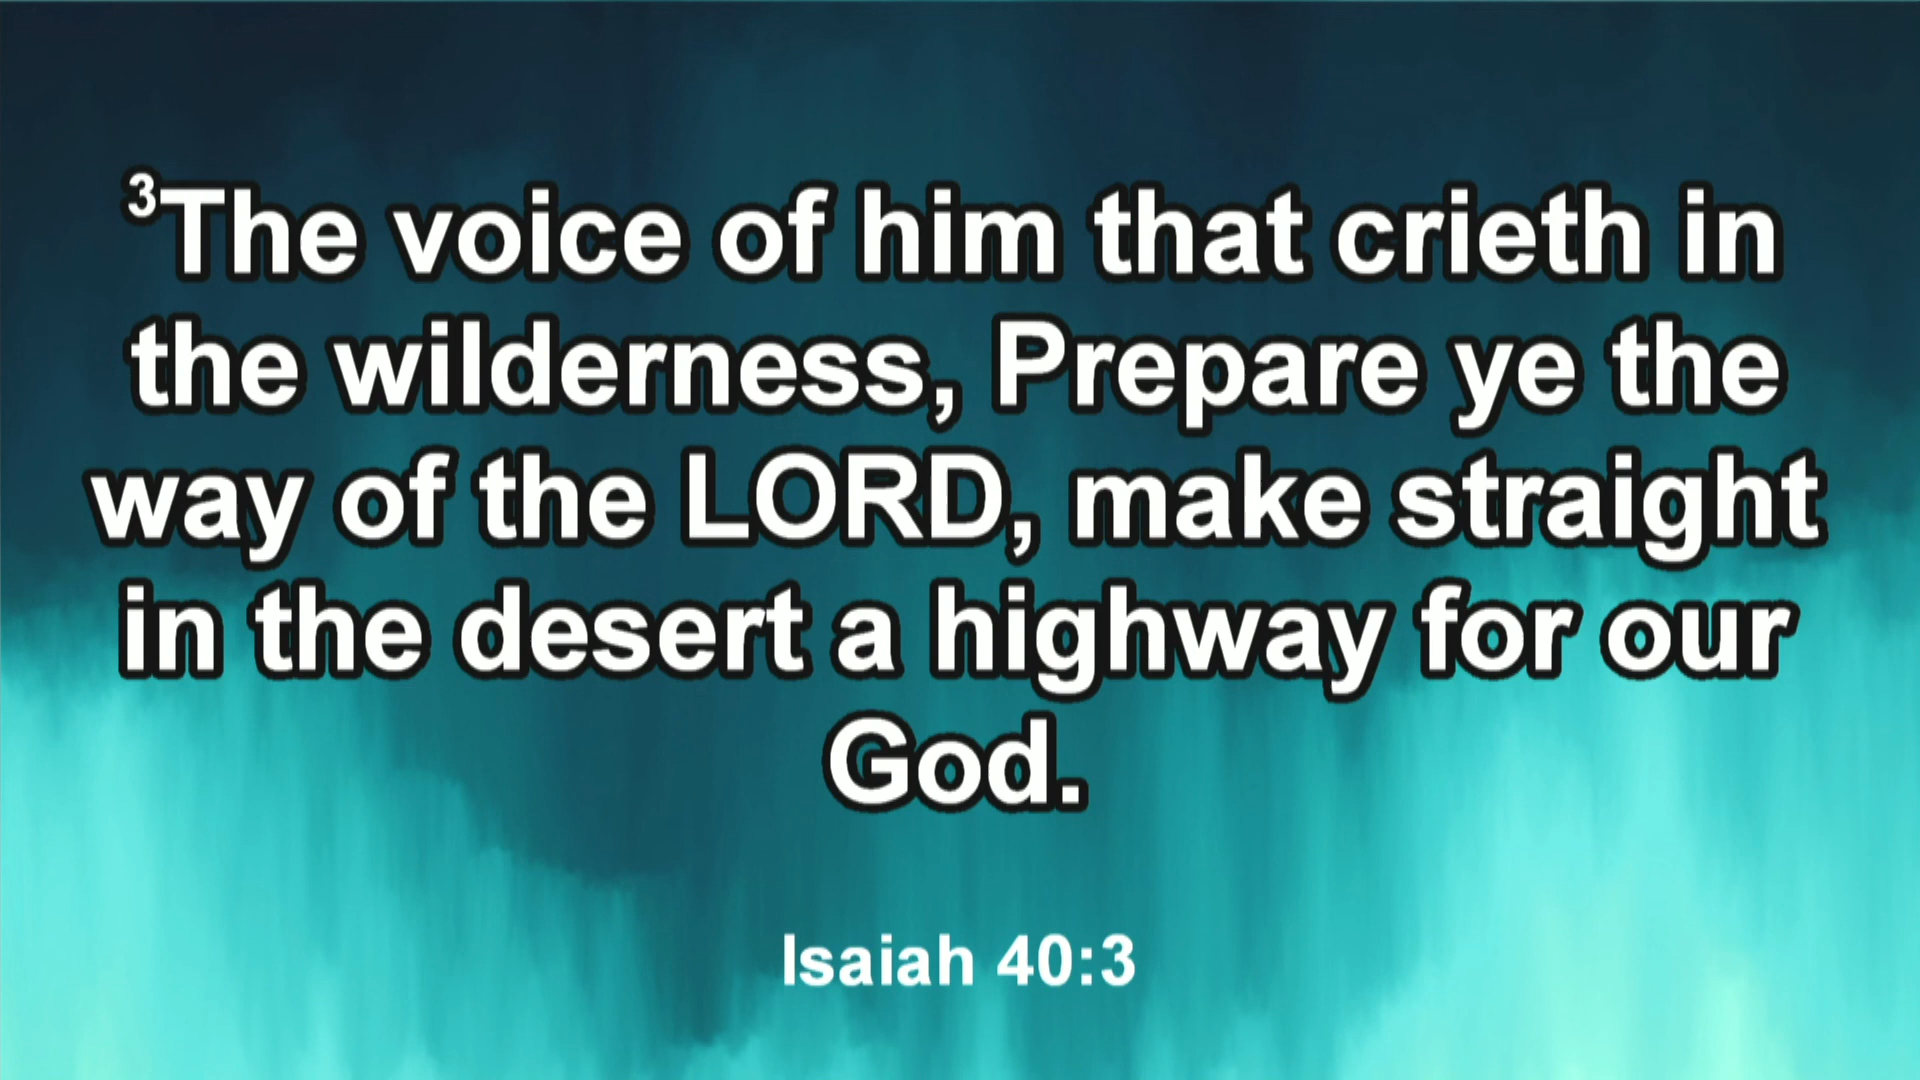 ³The voice of him that crieth in
the wilderness, Prepare ye the
way of the LORD, make straight
in the desert a highway for our
God.
Isaiah 40:3